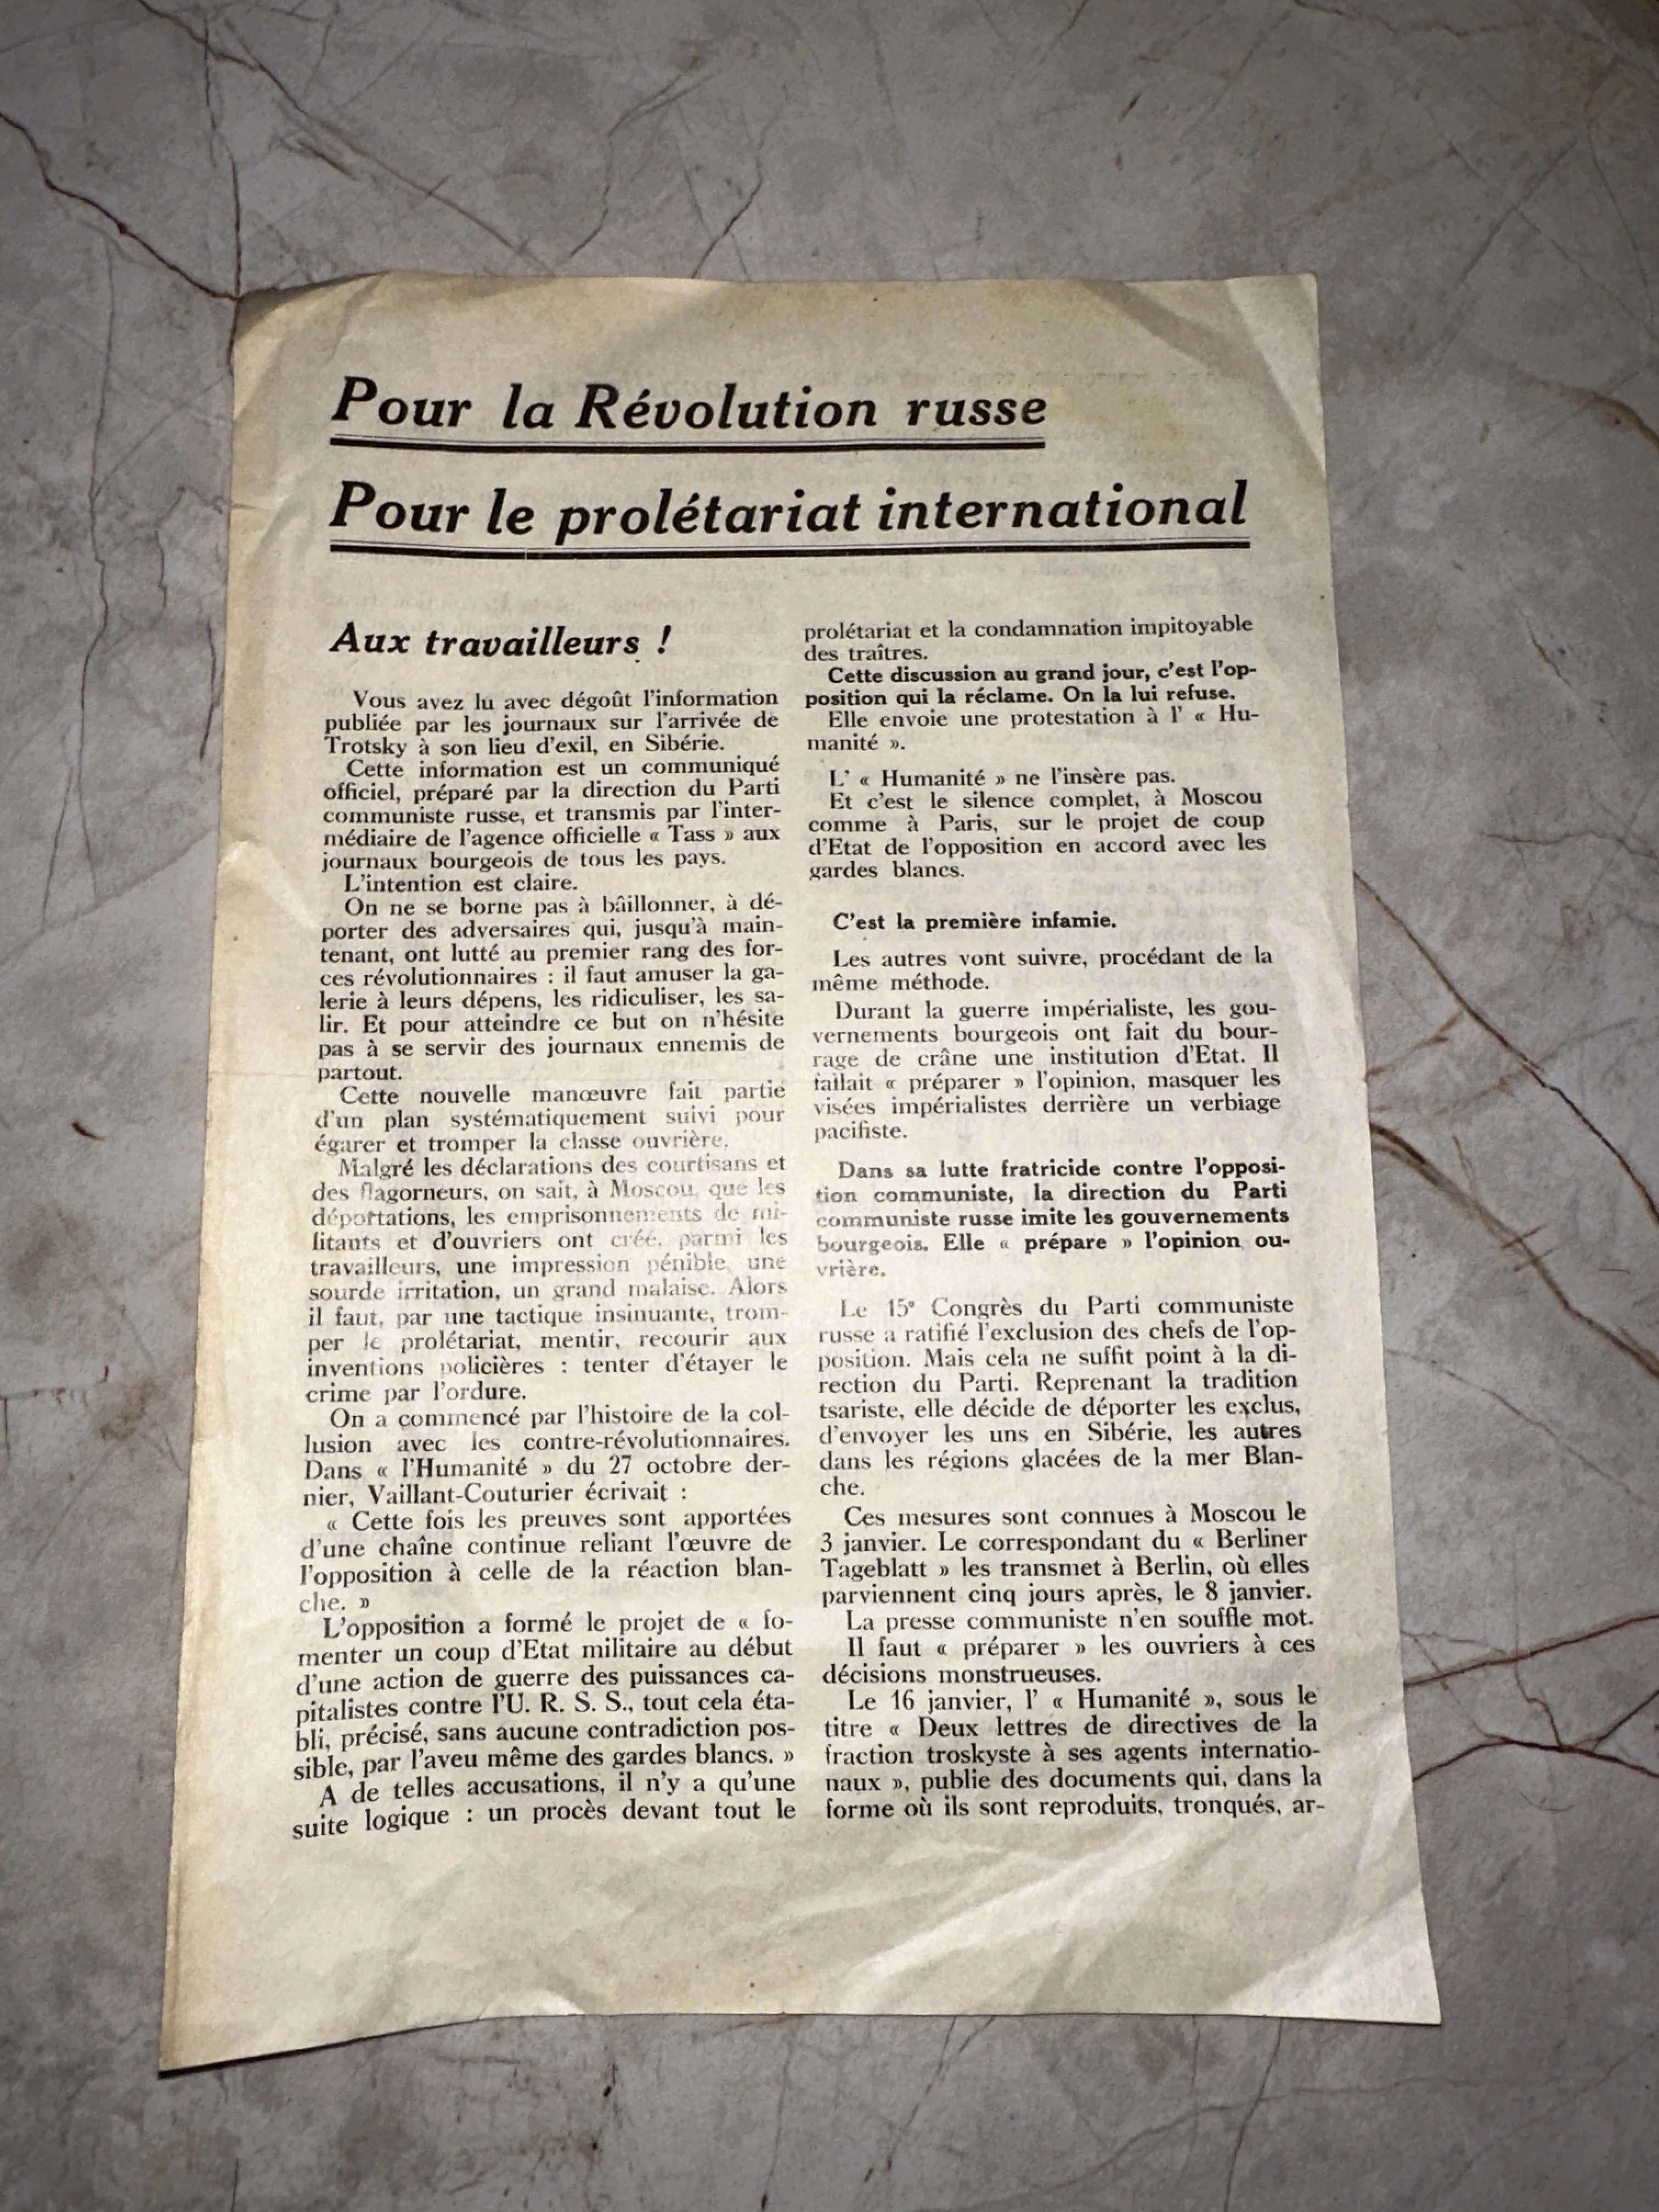 Pour la Révolution russe
Pour le prolétariat international
Aux travailleurs !
Vous avez lu avec dégoût l'information
publiée par les journaux sur l'arrivée de
Trotsky à son lieu d'exil, en Sibérie.
Cette information est un communiqué
officiel, préparé par la direction du Parti
communiste russe, et transmis par l'inter-
médiaire de l'agence officielle « Tass » aux
journaux bourgeois de tous les pays.
L'intention est claire.
On ne se borne pas à bâillonner, à dé-
porter des adversaires qui, jusqu'à main-
tenant, ont lutté au premier rang des for-
ces révolutionnaires : il faut amuser la ga-
lerie à leurs dépens, les ridiculiser, les sa-
lir. Et pour atteindre ce but on n'hésite
pas à se servir des journaux ennemis de
partout.
Cette nouvelle manœuvre fait partie
d'un plan systématiquement suivi pour
égarer et tromper la classe ouvrière.
Malgré les déclarations des courtisans et
des flagorneurs, on sait, à Moscou, que les
déportations, les emprisonnements de mi-
litants et d'ouvriers ont créé, parmi les
travailleurs, une impression pénible, une
sourde irritation, un grand malaise. Alors
il faut, par une tactique insinuante, trom-
per le prolétariat, mentir, recourir aux
inventions policières : tenter d'étayer le
crime par l'ordure.
On a commencé par l'histoire de la col-
lusion avec les contre-révolutionnaires.
Dans « l'Humanité » du 27 octobre der-
nier, Vaillant-Couturier écrivait :
« Cette fois les preuves sont apportées
d'une chaîne continue reliant l'œuvre de
l'opposition à celle de la réaction blan-
che. »
L'opposition a formé le projet de « fo-
menter un coup d'Etat militaire au début
d'une action de guerre des puissances ca-
pitalistes contre l'U. R. S. S., tout cela éta-
bli, précisé, sans aucune contradiction pos-
sible, par l'aveu même des gardes blancs. »
A de telles accusations, il n'y a qu'une
suite logique : un procès devant tout le
prolétariat et la condamnation impitoyable
des traîtres.
Cette discussion au grand jour, c'est l'op-
position qui la réclame. On la lui refuse.
Elle envoie une protestation à l' « Hu-
manité ».
L' « Humanité » ne l'insère pas.
Et c'est le silence complet, à Moscou
comme à Paris, sur le projet de coup
d'Etat de l'opposition en accord avec les
gardes blancs.
C'est la première infamie.
Les autres vont suivre, procédant de la
même méthode.
Durant la guerre impérialiste, les gou-
vernements bourgeois ont fait du bour-
rage de crâne une institution d'Etat. Il
fallait « préparer » l'opinion, masquer les
visées impérialistes derrière un verbiage
pacifiste.
Dans sa lutte fratricide contre l'opposi-
tion communiste, la direction du Parti
communiste russe imite les gouvernements
bourgeois. Elle « prépare » l'opinion ou-
vrière.
Le 15e Congrès du Parti communiste
russe a ratifié l'exclusion des chefs de l'op-
position. Mais cela ne suffit point à la di-
rection du Parti. Reprenant la tradition
tsariste, elle décide de déporter les exclus,
d'envoyer les uns en Sibérie, les autres
dans les régions glacées de la mer Blan-
che.
Ces mesures sont connues à Moscou le
3 janvier. Le correspondant du « Berliner
Tageblatt » les transmet à Berlin, où elles
parviennent cinq jours après, le 8 janvier.
La presse communiste n'en souffle mot.
Il faut « préparer » les ouvriers à ces
décisions monstrueuses.
Le 16 janvier, l' « Humanité », sous le
titre « Deux lettres de directives de la
fraction troskyste à ses agents internatio-
naux », publie des documents qui, dans la
forme où ils sont reproduits, tronqués, ar-